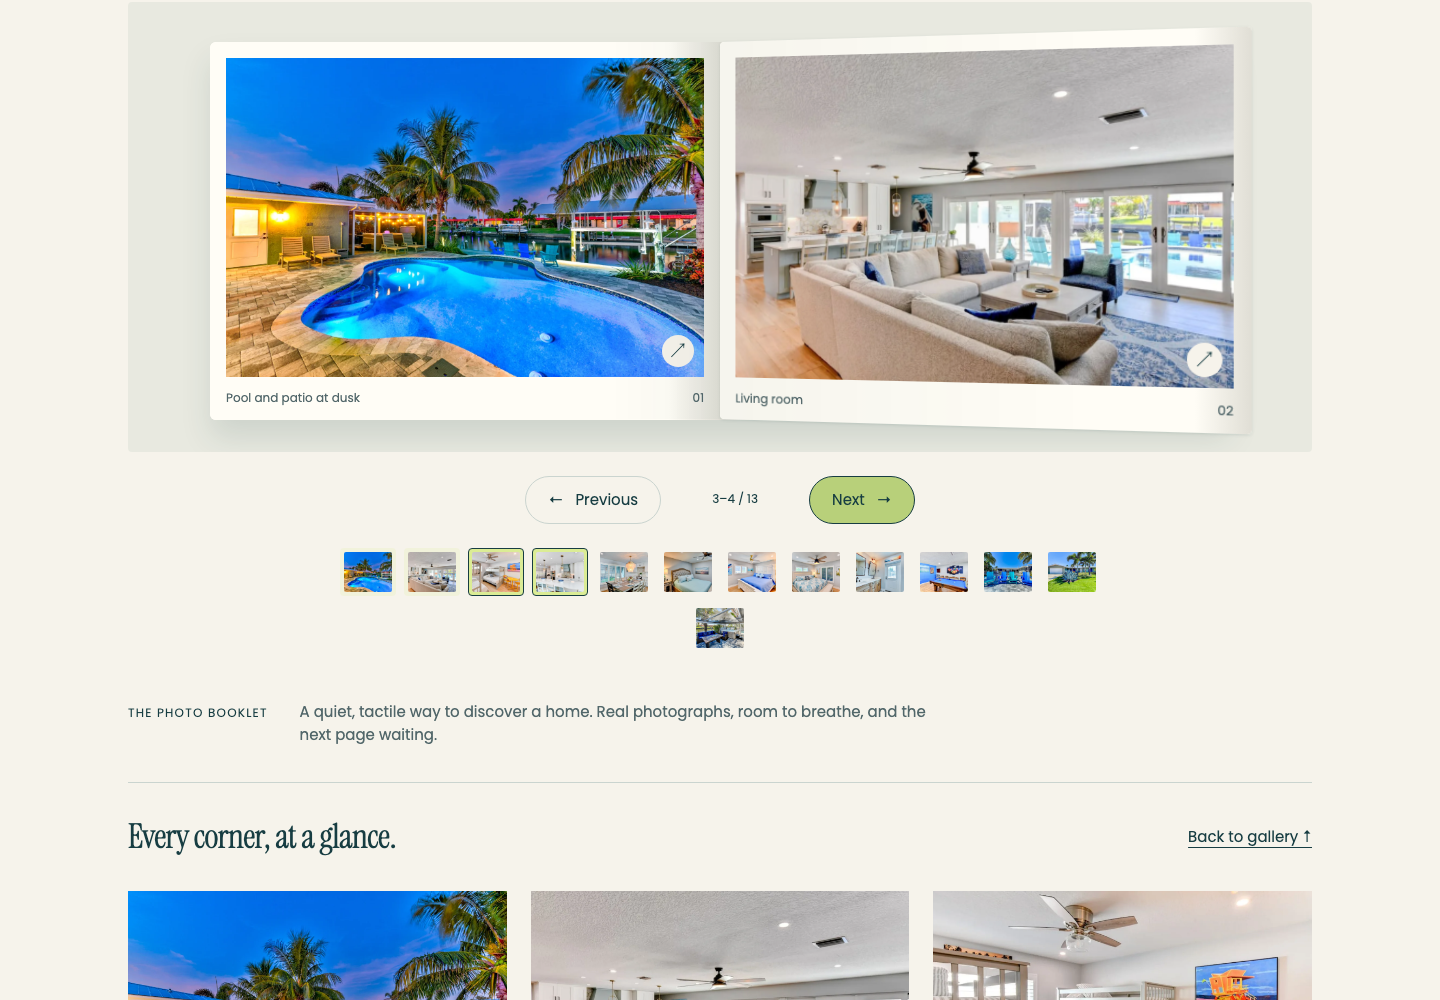 Pool and patio at dusk
01
Living room
02
← Previous
3–4 / 13
Next →
THE PHOTO BOOKLET
A quiet, tactile way to discover a home. Real photographs, room to breathe, and the
next page waiting.
Every corner, at a glance.
Back to gallery ↑